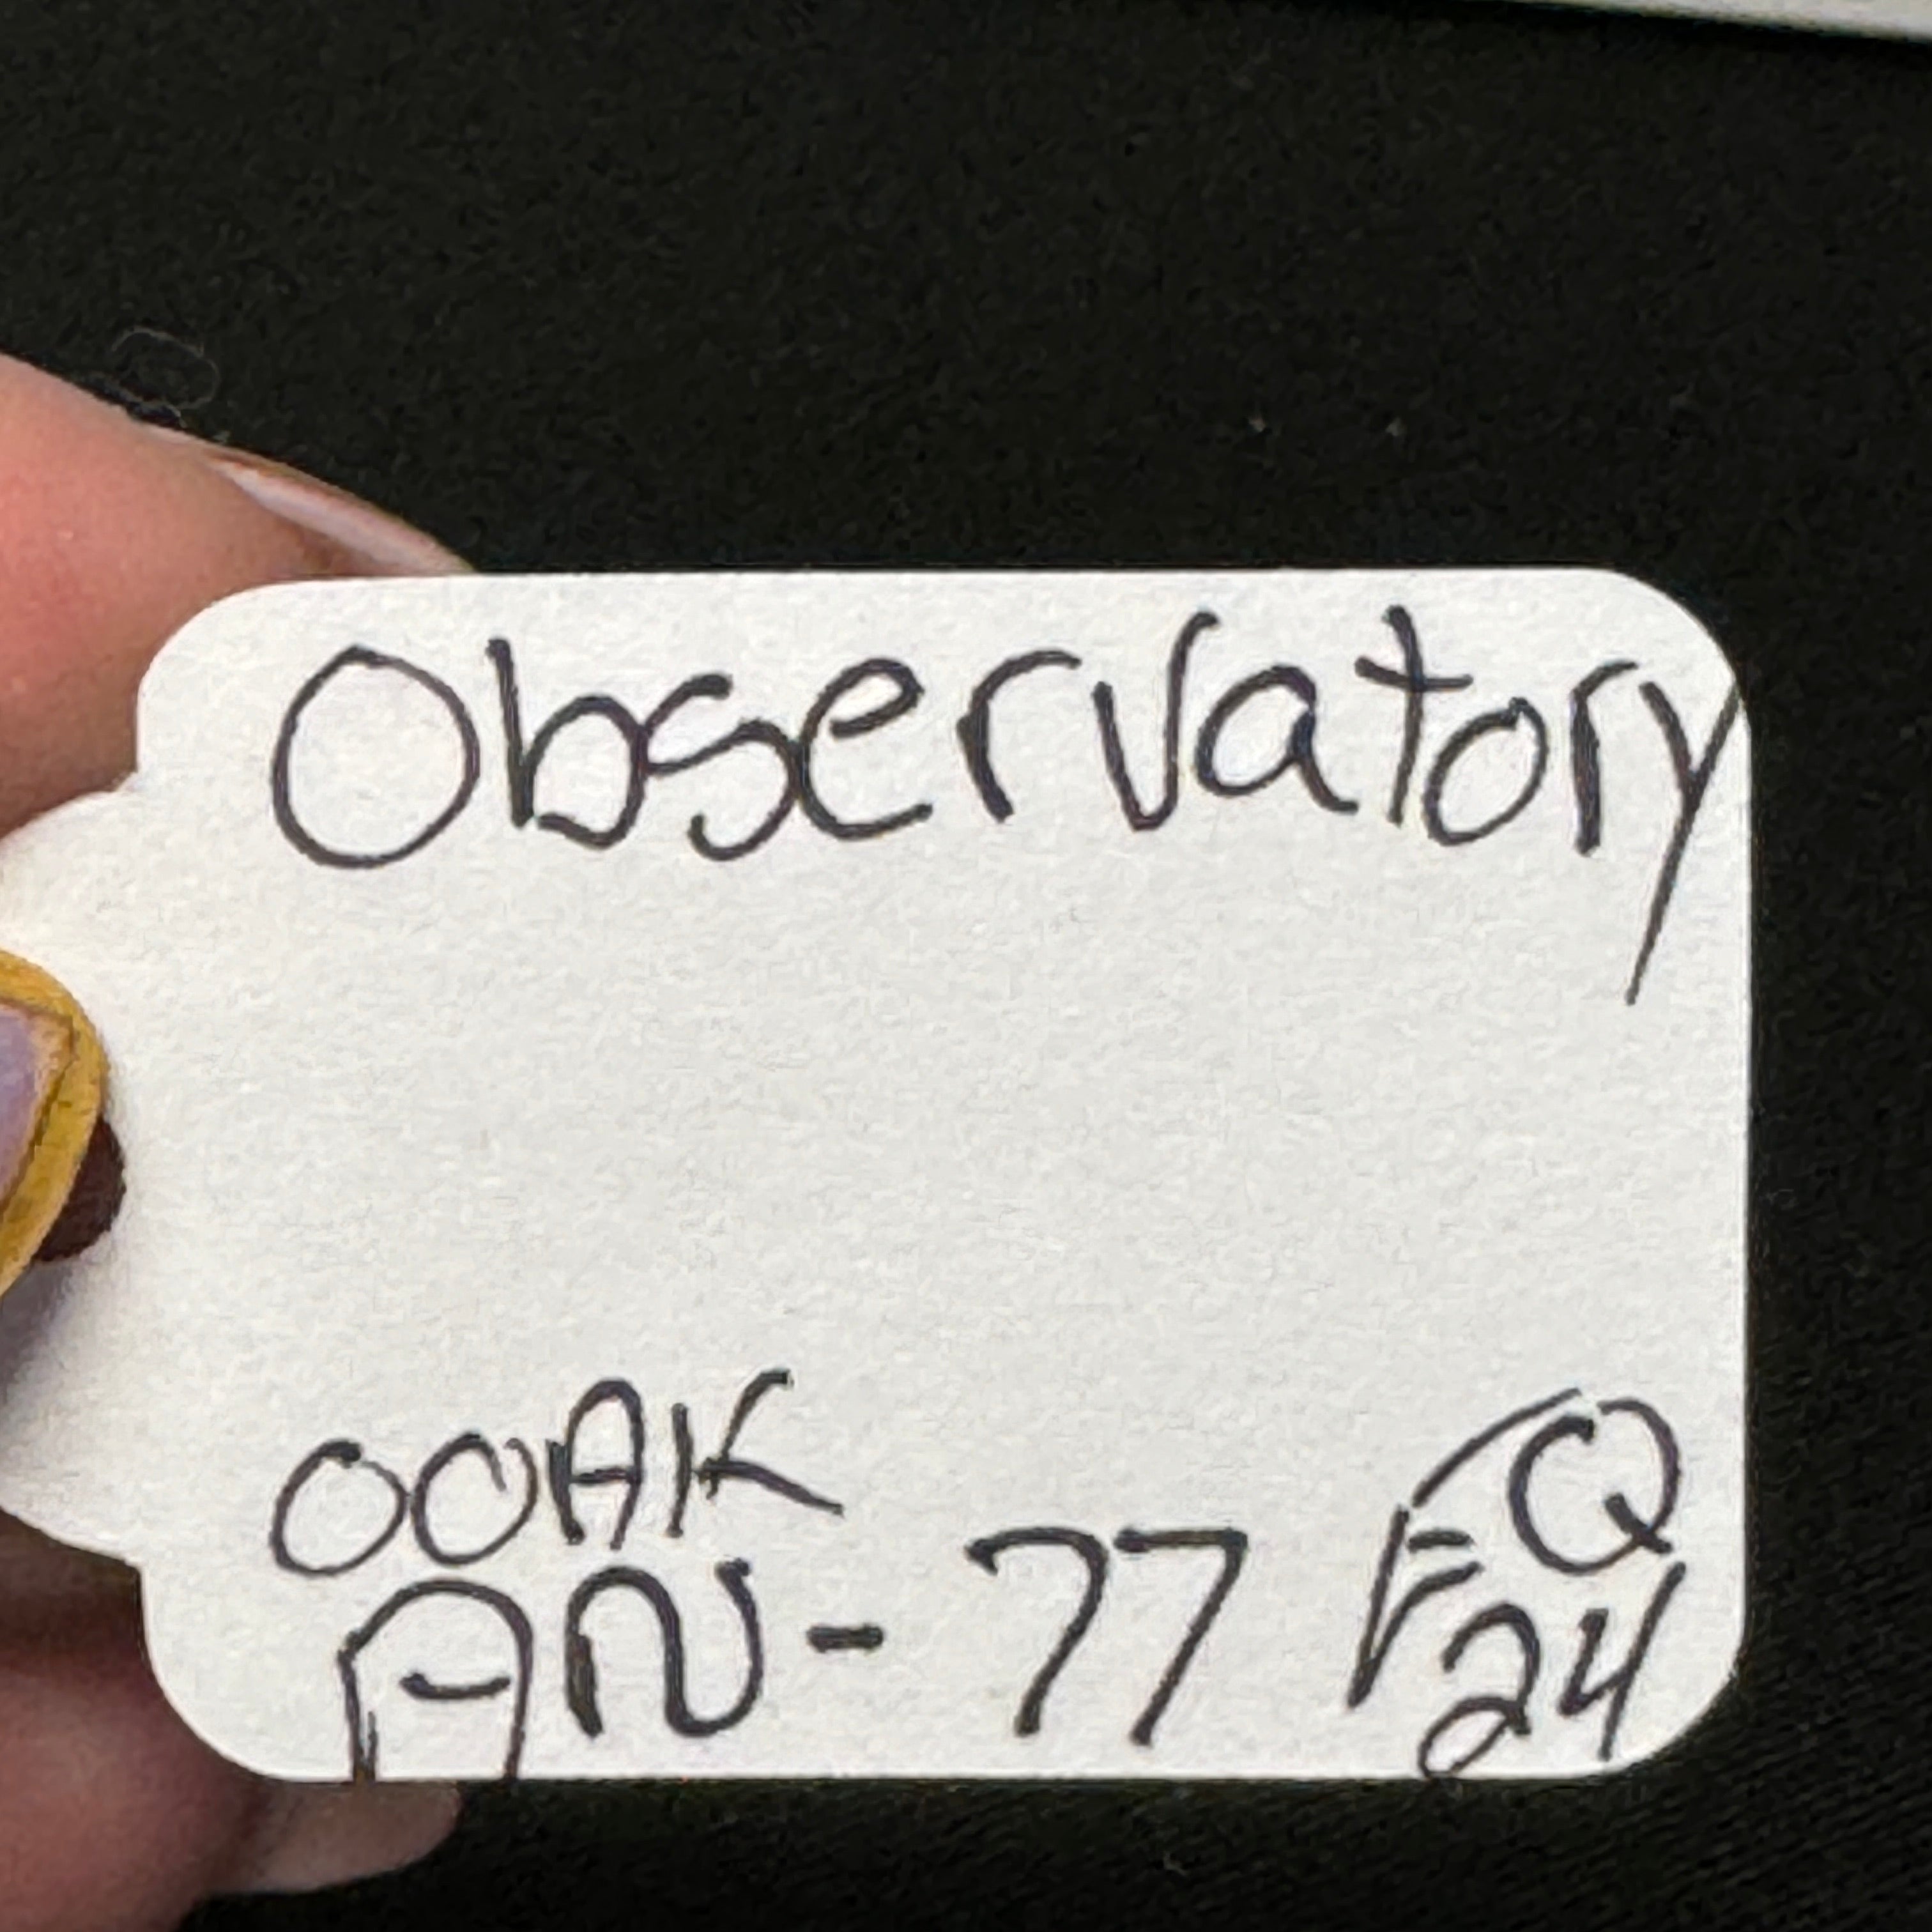 Observatory
OOAK
AN-77
FQ
24